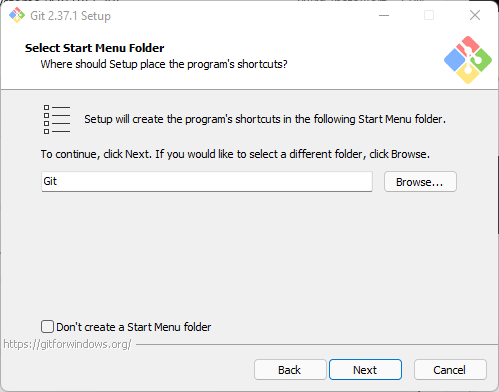 Git 2.37.1 Setup
Select Start Menu Folder
Where should Setup place the program's shortcuts?
Setup will create the program's shortcuts in the following Start Menu folder.
To continue, click Next. If you would like to select a different folder, click Browse.
Git
Browse...
Don't create a Start Menu folder
https://gitforwindows.org/
Back
Next
Cancel